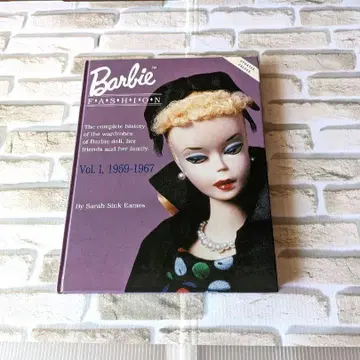 Barbie™
FASHION
The complete history
of the wardrobes
of Barbie doll, her
friends and her family.
Vol. I, 1959-1967
By Sarah Sink Eames